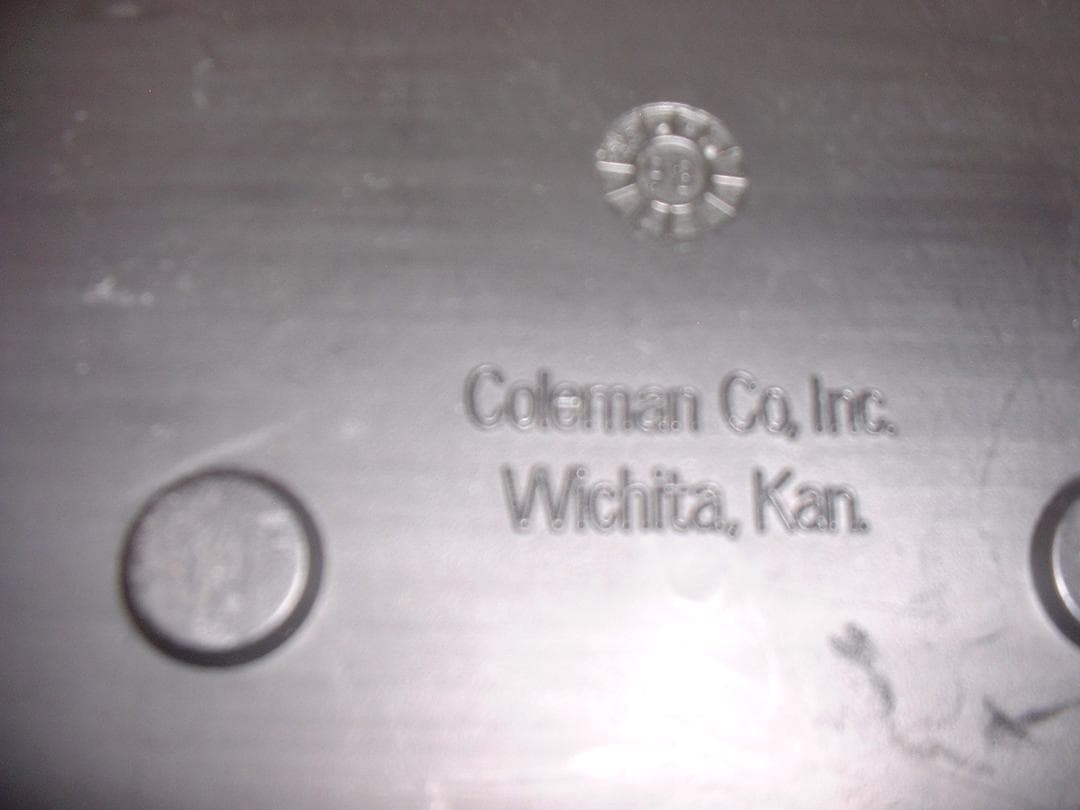 Coleman Co, Inc.
Wichita, Kan.